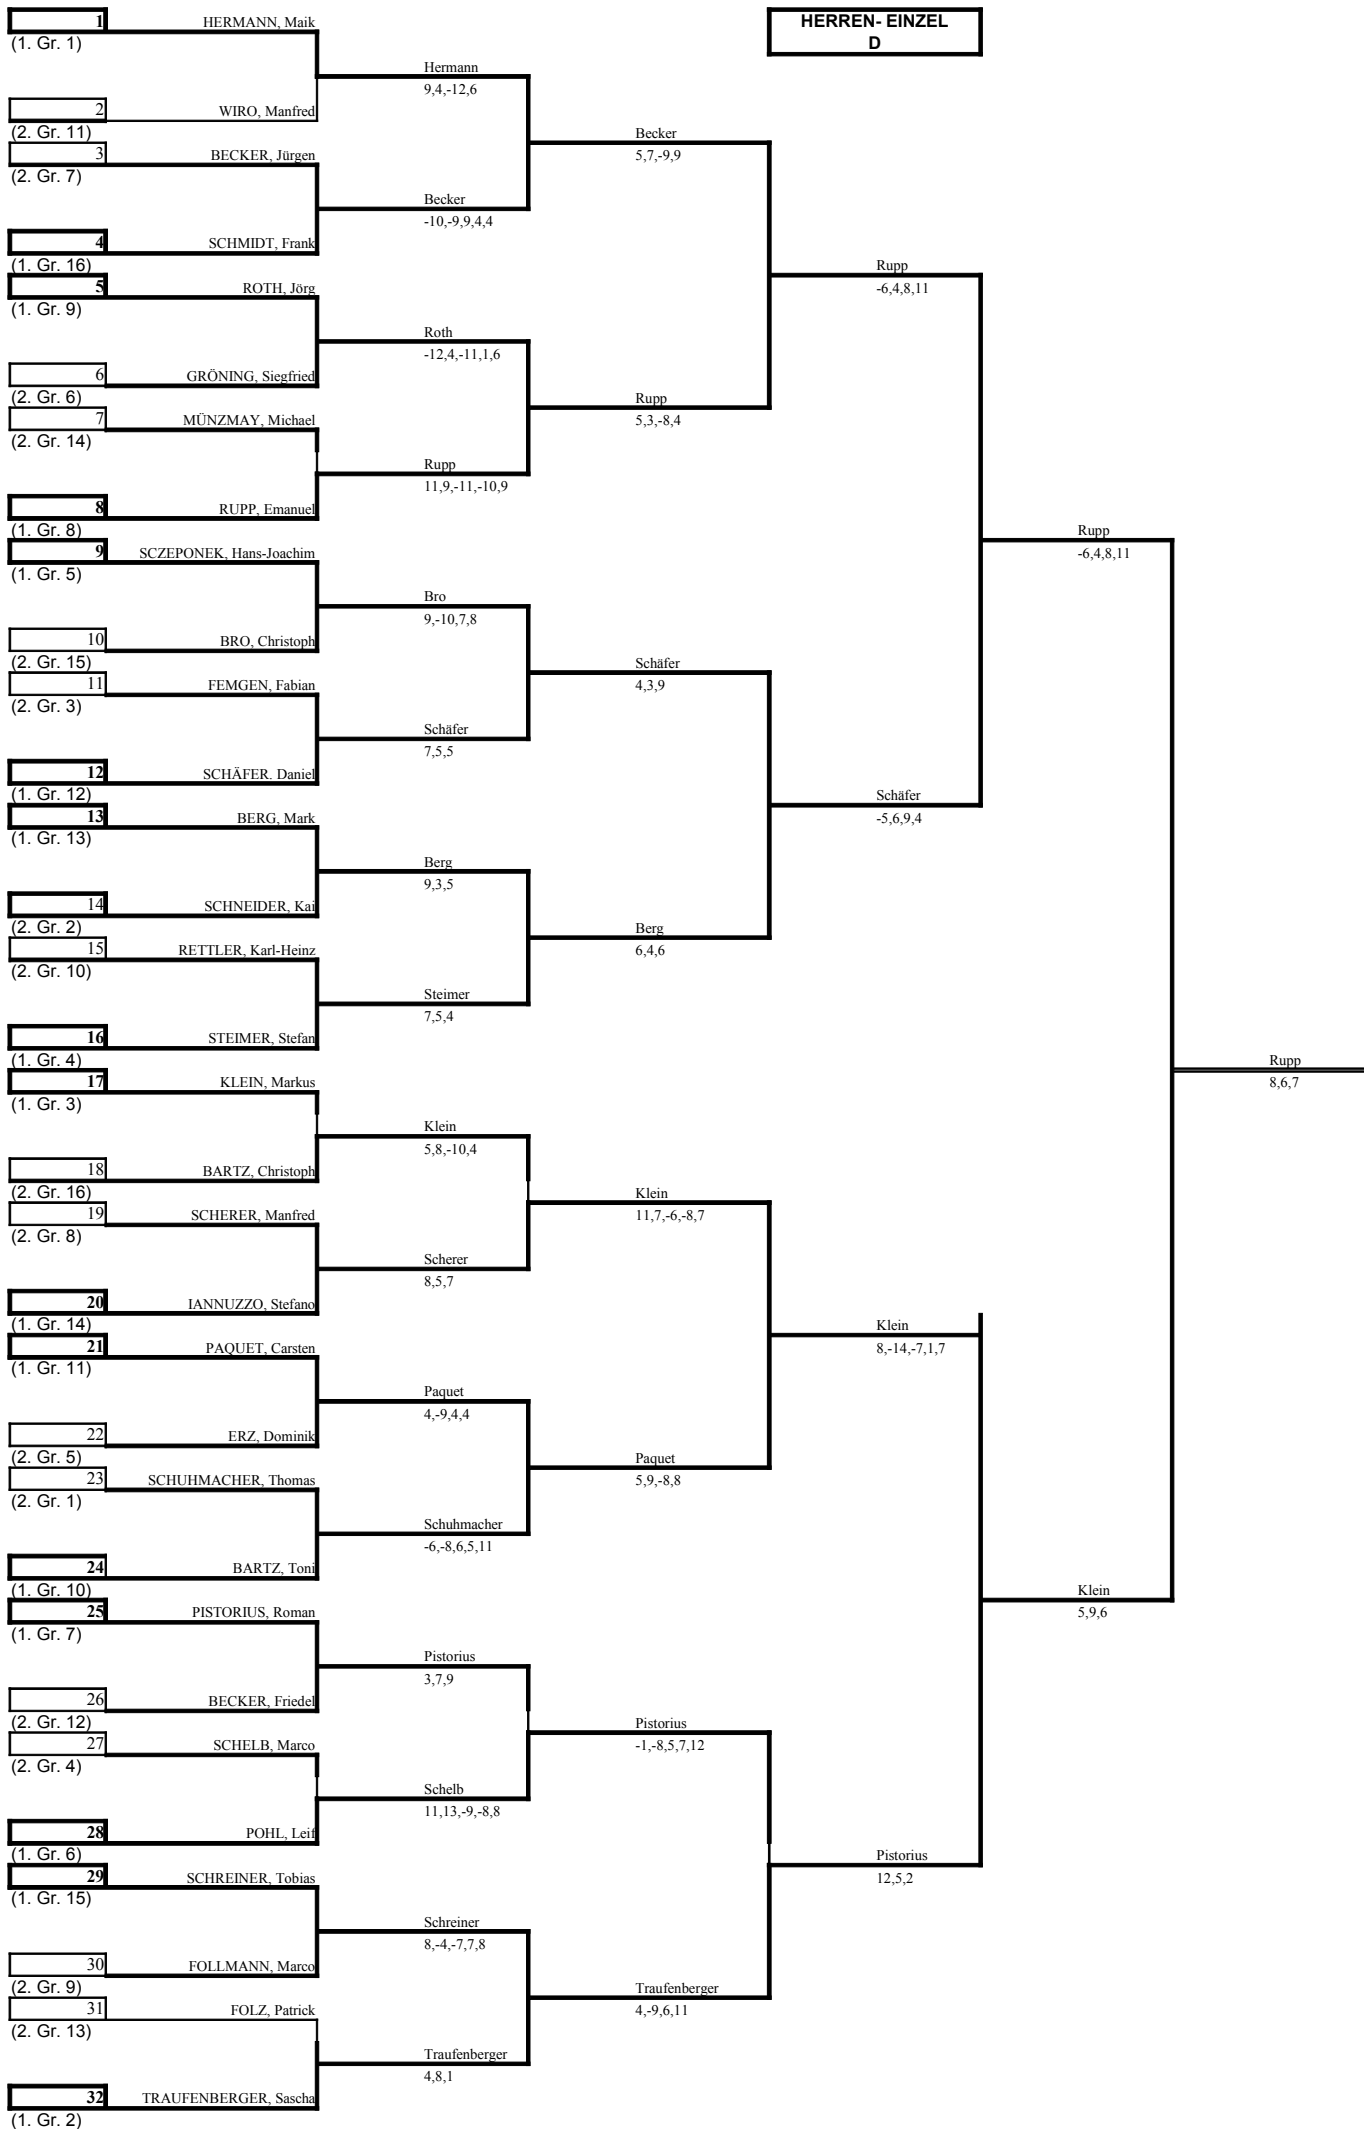 1 HERMANN, Maik
(1. Gr. 1)
HERREN- EINZEL
D
Hermann
9,4,-12,6
2 WIRO, Manfred
(2. Gr. 11)
Becker
5,7,-9,9
3 BECKER, Jürgen
(2. Gr. 7)
Becker
-10,-9,9,4,4
4 SCHMIDT, Frank
(1. Gr. 16)
Rupp
-6,4,8,11
5 ROTH, Jörg
(1. Gr. 9)
Roth
-12,4,-11,1,6
6 GRÖNING, Siegfried
(2. Gr. 6)
Rupp
5,3,-8,4
7 MÜNZMAY, Michael
(2. Gr. 14)
Rupp
11,9,-11,-10,9
8 RUPP, Emanuel
(1. Gr. 8)
Rupp
-6,4,8,11
9 SCZEPONEK, Hans-Joachim
(1. Gr. 5)
Bro
9,-10,7,8
10 BRO, Christoph
(2. Gr. 15)
Schäfer
4,3,9
11 FEMGEN, Fabian
(2. Gr. 3)
Schäfer
7,5,5
12 SCHÄFER. Daniel
(1. Gr. 12)
Schäfer
-5,6,9,4
13 BERG, Mark
(1. Gr. 13)
Berg
9,3,5
14 SCHNEIDER, Kai
(2. Gr. 2)
Berg
6,4,6
15 RETTLER, Karl-Heinz
(2. Gr. 10)
Steimer
7,5,4
16 STEIMER, Stefan
(1. Gr. 4)
Rupp
8,6,7
17 KLEIN, Markus
(1. Gr. 3)
Klein
5,8,-10,4
18 BARTZ, Christoph
(2. Gr. 16)
Klein
11,7,-6,-8,7
19 SCHERER, Manfred
(2. Gr. 8)
Scherer
8,5,7
20 IANNUZZO, Stefano
(1. Gr. 14)
Klein
8,-14,-7,1,7
21 PAQUET, Carsten
(1. Gr. 11)
Paquet
4,-9,4,4
22 ERZ, Dominik
(2. Gr. 5)
Paquet
5,9,-8,8
23 SCHUHMACHER, Thomas
(2. Gr. 1)
Schuhmacher
-6,-8,6,5,11
24 BARTZ, Toni
(1. Gr. 10)
Klein
5,9,6
25 PISTORIUS, Roman
(1. Gr. 7)
Pistorius
3,7,9
26 BECKER, Friedel
(2. Gr. 12)
Pistorius
-1,-8,5,7,12
27 SCHELB, Marco
(2. Gr. 4)
Schelb
11,13,-9,-8,8
28 POHL, Leif
(1. Gr. 6)
Pistorius
12,5,2
29 SCHREINER, Tobias
(1. Gr. 15)
Schreiner
8,-4,-7,7,8
30 FOLLMANN, Marco
(2. Gr. 9)
Traufenberger
4,-9,6,11
31 FOLZ, Patrick
(2. Gr. 13)
Traufenberger
4,8,1
32 TRAUFENBERGER, Sascha
(1. Gr. 2)